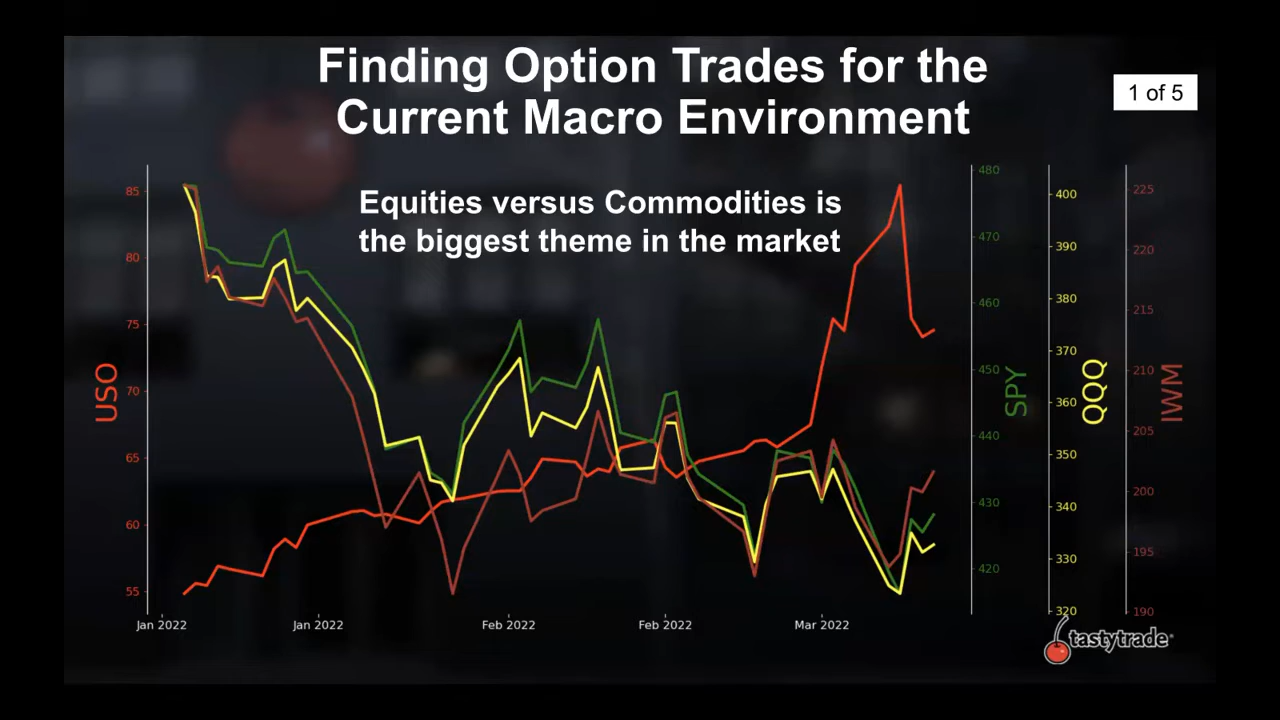 Finding Option Trades for the
Current Macro Environment
1 of 5
Equities versus Commodities is
the biggest theme in the market
USO
85
80
75
70
65
60
55
SPY
480
470
460
450
440
430
420
QQQ
400
390
380
370
360
350
340
330
320
IWM
225
220
215
210
205
200
195
190
Jan 2022
Jan 2022
Feb 2022
Feb 2022
Mar 2022
tastytrade